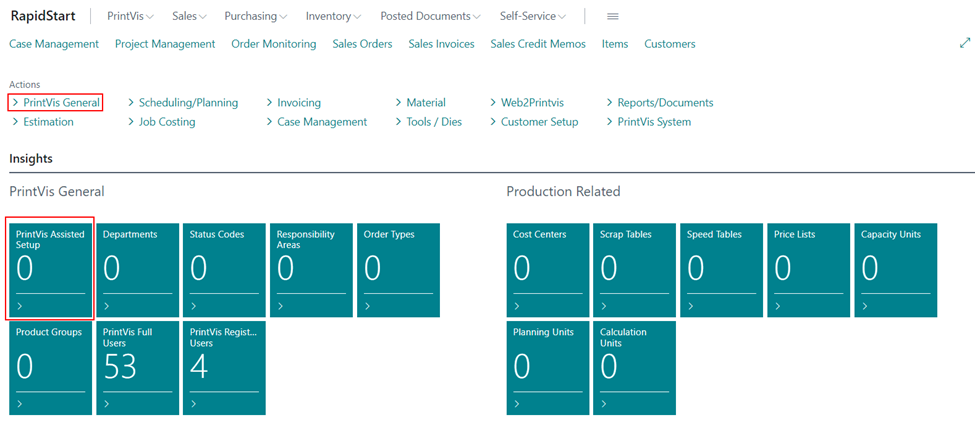 RapidStart PrintVis Sales Purchasing Inventory Posted Documents Self-Service
Case Management Project Management Order Monitoring Sales Orders Sales Invoices Sales Credit Memos Items Customers
Actions
PrintVis General Scheduling/Planning Invoicing Material Web2Printvis Reports/Documents
Estimation Job Costing Case Management Tools / Dies Customer Setup PrintVis System
Insights
PrintVis General
PrintVis Assisted Setup
0
Departments
0
Status Codes
0
Responsibility Areas
0
Order Types
0
Product Groups
0
PrintVis Full Users
53
PrintVis Regist... Users
4
Production Related
Cost Centers
0
Scrap Tables
0
Speed Tables
0
Price Lists
0
Capacity Units
0
Planning Units
0
Calculation Units
0